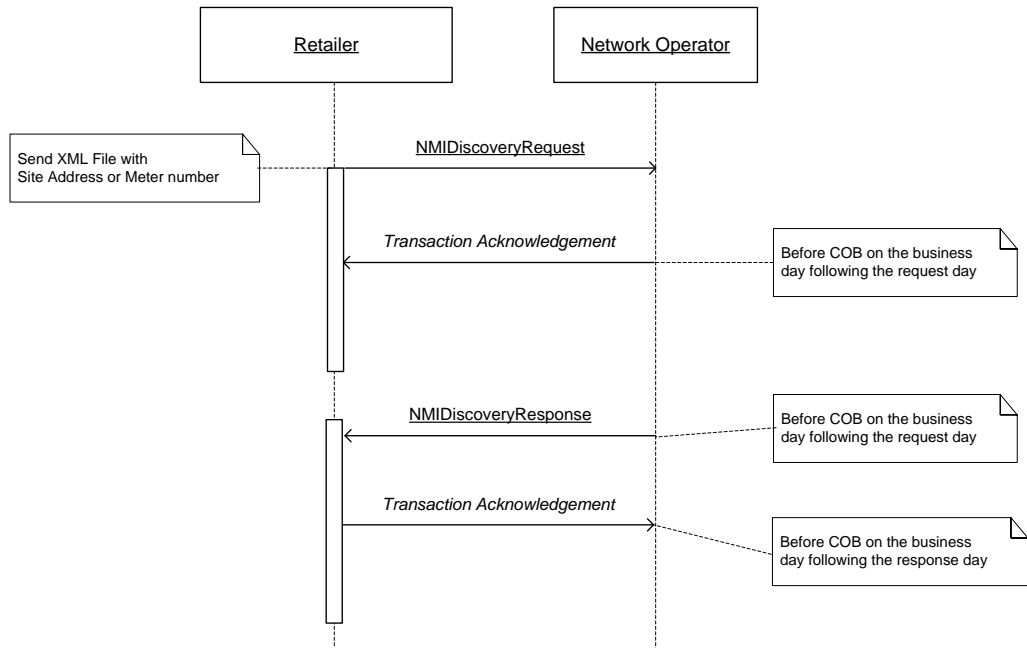 Retailer
Network Operator
Send XML File with
Site Address or Meter number
NMIDiscoveryRequest
Transaction Acknowledgement
Before COB on the business
day following the request day
NMIDiscoveryResponse
Before COB on the business
day following the request day
Transaction Acknowledgement
Before COB on the business
day following the response day